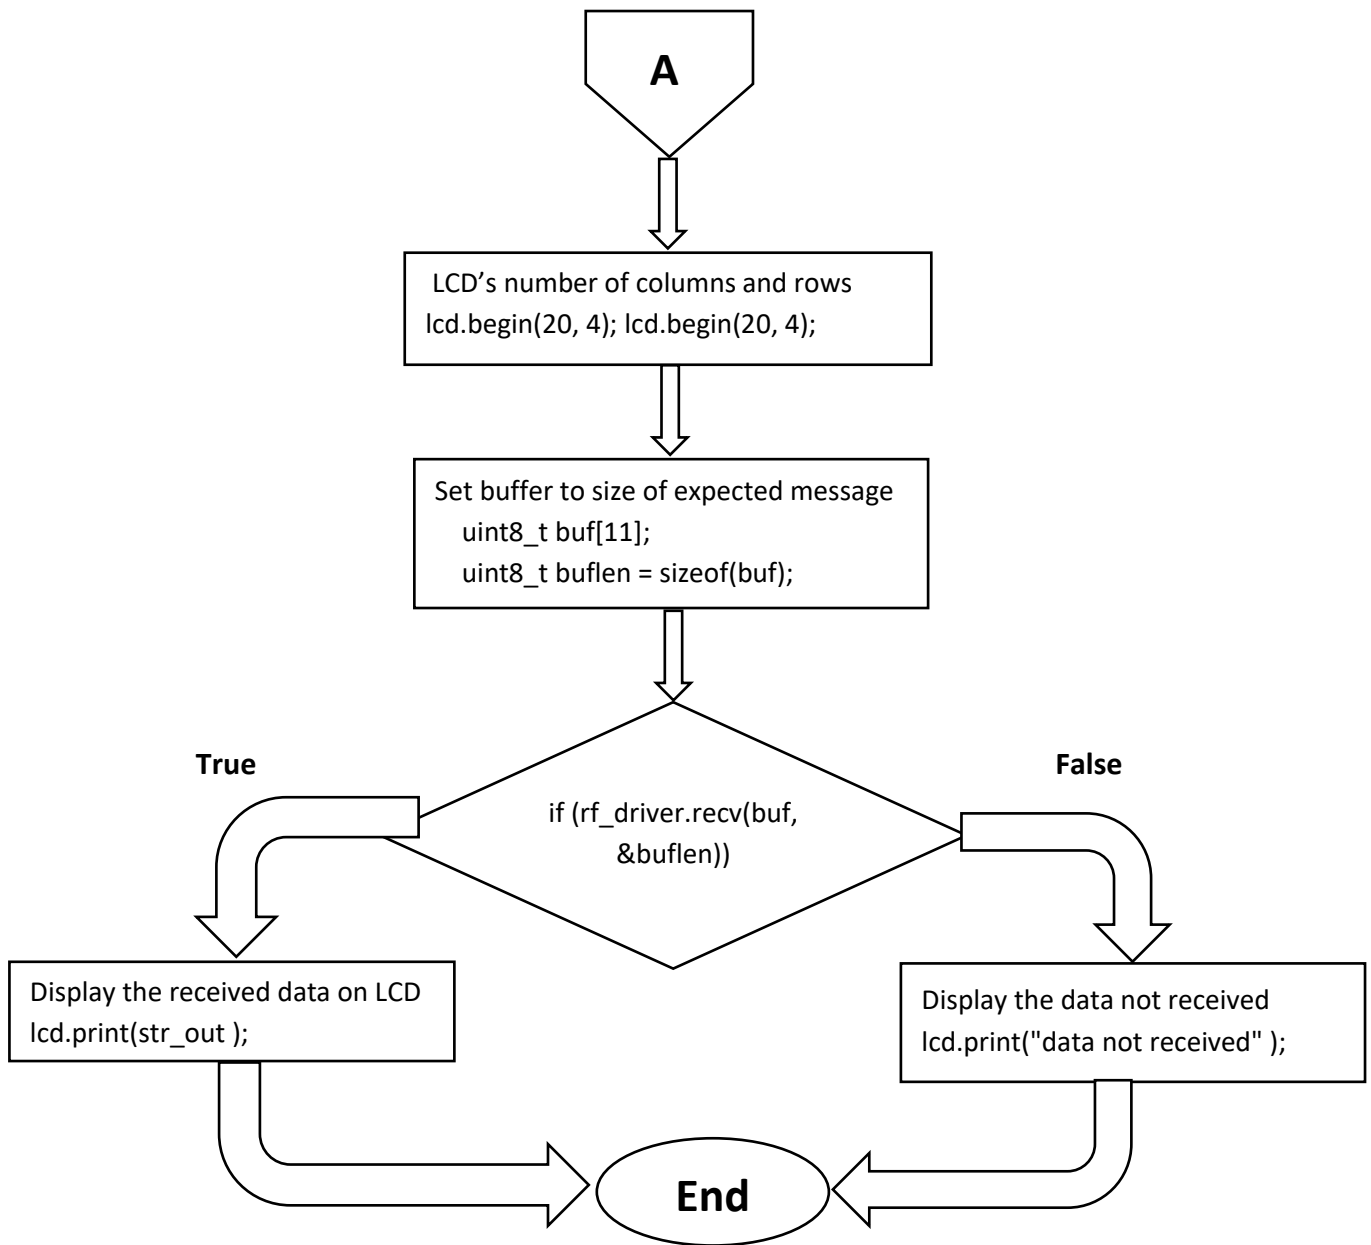 A
LCD’s number of columns and rows
lcd.begin(20, 4); lcd.begin(20, 4);
Set buffer to size of expected message
uint8_t buf[11];
uint8_t buflen = sizeof(buf);
True
False
if (rf_driver.recv(buf,
&buflen))
Display the received data on LCD
lcd.print(str_out );
Display the data not received
lcd.print("data not received" );
End